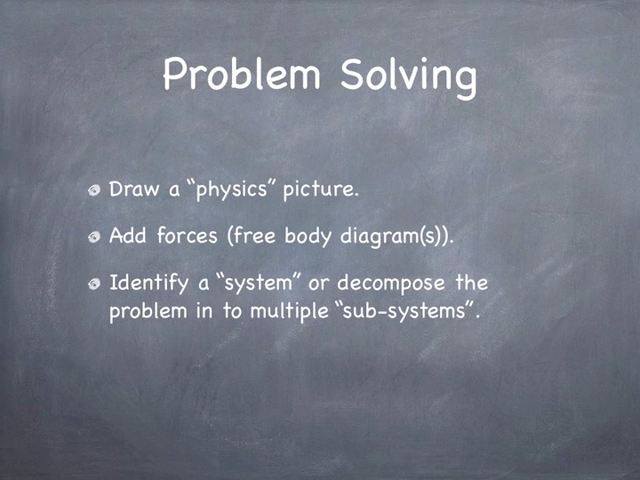 Problem Solving
Draw a “physics” picture.
Add forces (free body diagram(s)).
Identify a “system” or decompose the
problem in to multiple “sub-systems”.